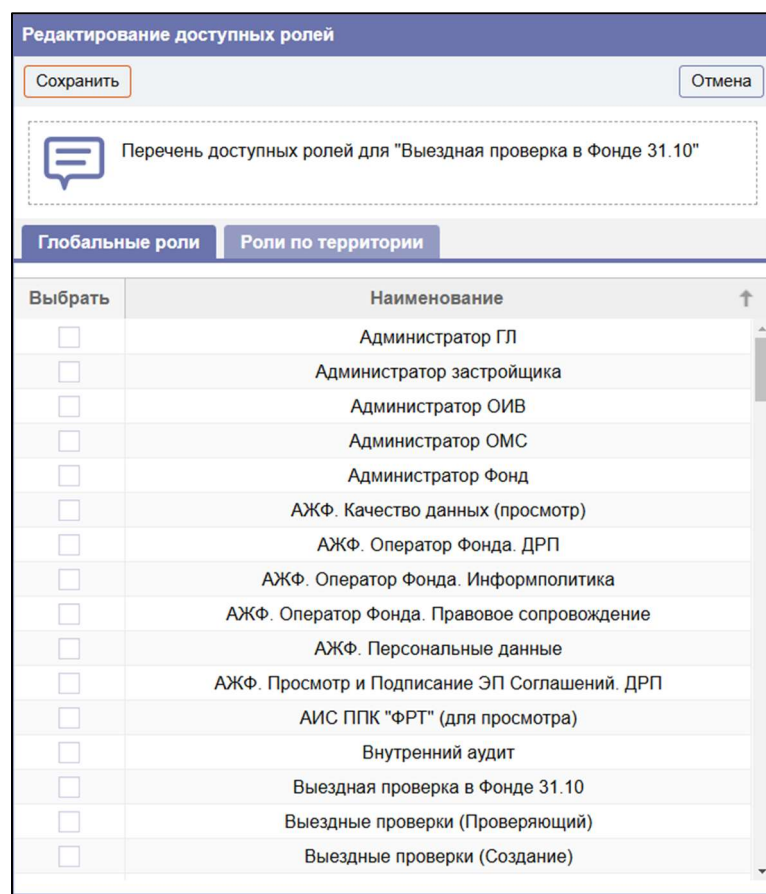 Редактирование доступных ролей
Сохранить
Отмена
Перечень доступных ролей для "Выездная проверка в Фонде 31.10"
Глобальные роли
Роли по территории
Выбрать
Наименование
Администратор ГЛ
Администратор застройщика
Администратор ОИВ
Администратор ОМС
Администратор Фонд
АЖФ. Качество данных (просмотр)
АЖФ. Оператор Фонда. ДРП
АЖФ. Оператор Фонда. Информполитика
АЖФ. Оператор Фонда. Правовое сопровождение
АЖФ. Персональные данные
АЖФ. Просмотр и Подписание ЭП Соглашений. ДРП
АИС ППК "ФРТ" (для просмотра)
Внутренний аудит
Выездная проверка в Фонде 31.10
Выездные проверки (Проверяющий)
Выездные проверки (Создание)